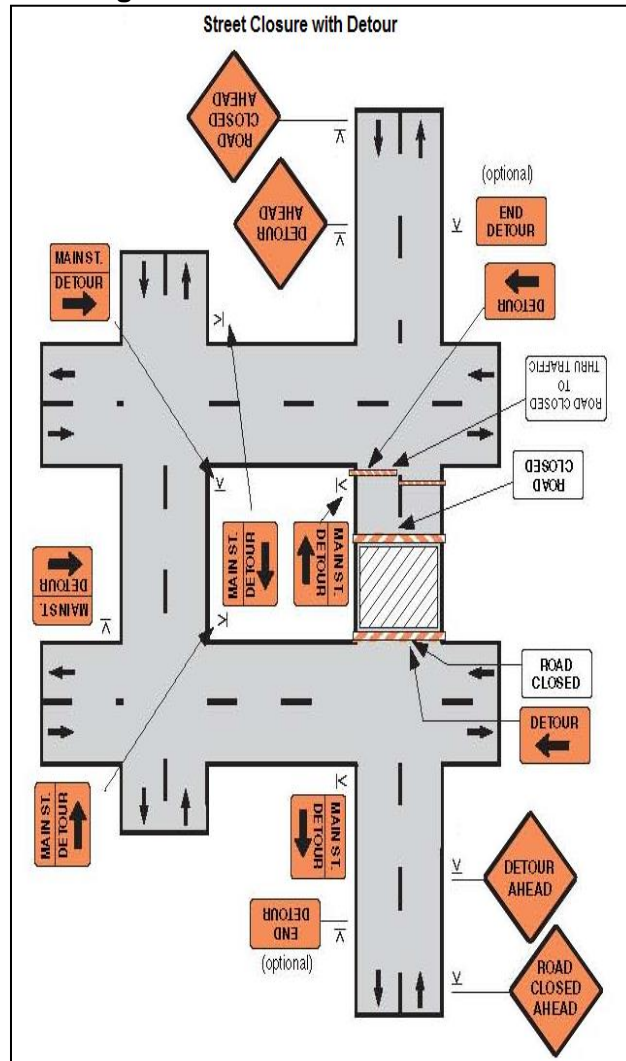 Street Closure with Detour
ROAD
CLOSED
AHEAD
DETOUR
AHEAD
(optional)
END
DETOUR
MAIN ST.
DETOUR
DETOUR
ROAD CLOSED
TO
THRU TRAFFIC
ROAD
CLOSED
MAIN ST.
DETOUR
MAIN ST.
DETOUR
MAIN ST.
DETOUR
ROAD
CLOSED
DETOUR
MAIN ST.
DETOUR
MAIN ST.
DETOUR
DETOUR
AHEAD
END
DETOUR
(optional)
ROAD
CLOSED
AHEAD